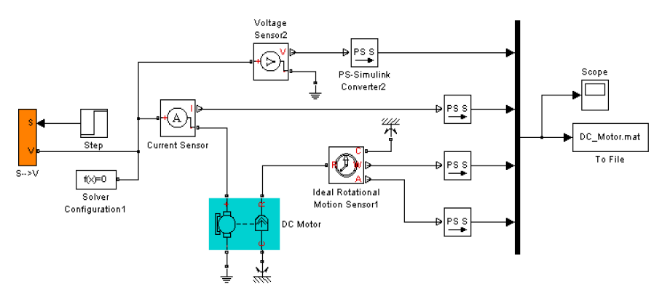 Voltage
Sensor2
V
PS S
PS-Simulink
Converter2
Scope
S
Step
A
I
Current Sensor
PS S
DC_Motor.mat
To File
V
S-->V
f(x)=0
Solver
Configuration1
C
R
W
A
PS S
Ideal Rotational
Motion Sensor1
DC Motor
PS S